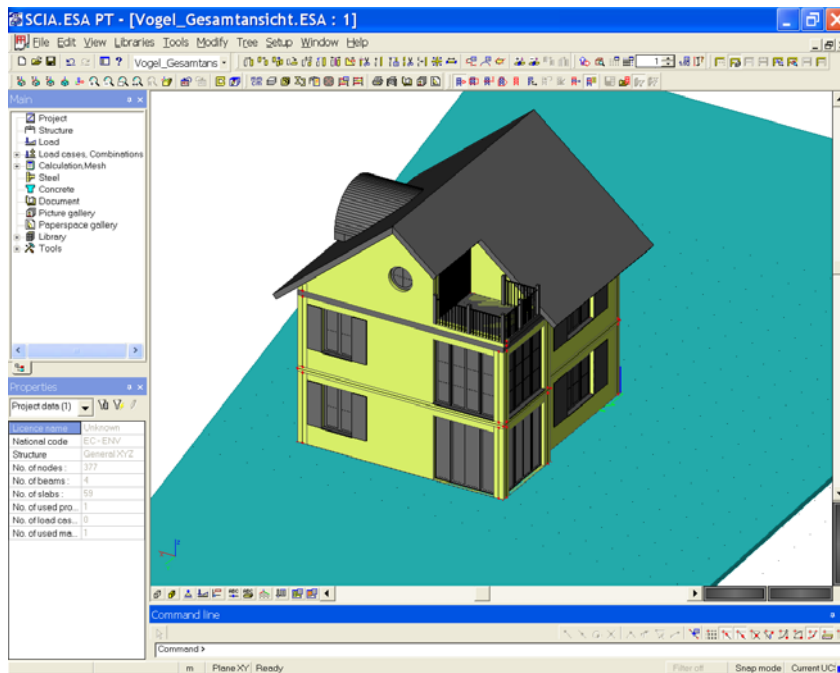 SCIA.ESA PT - [Vogel_Gesamtansicht.ESA : 1]
File Edit View Libraries Tools Modify Tree Setup Window Help
Vogel_Gesamtans
1
Main
Project
Structure
Load
Load cases, Combinations
Calculation,Mesh
Steel
Concrete
Document
Picture gallery
Paperspace gallery
Library
Tools
Properties
Project data (1)
Licence name Unknown
National code EC-ENV
Structure General XYZ
No. of nodes : 377
No. of beams : 4
No. of slabs : 59
No. of used pro... 1
No. of load cas... 0
No. of used ma... 1
Command line
Command >
m Plane XY Ready Filter off Snap mode Current UCS